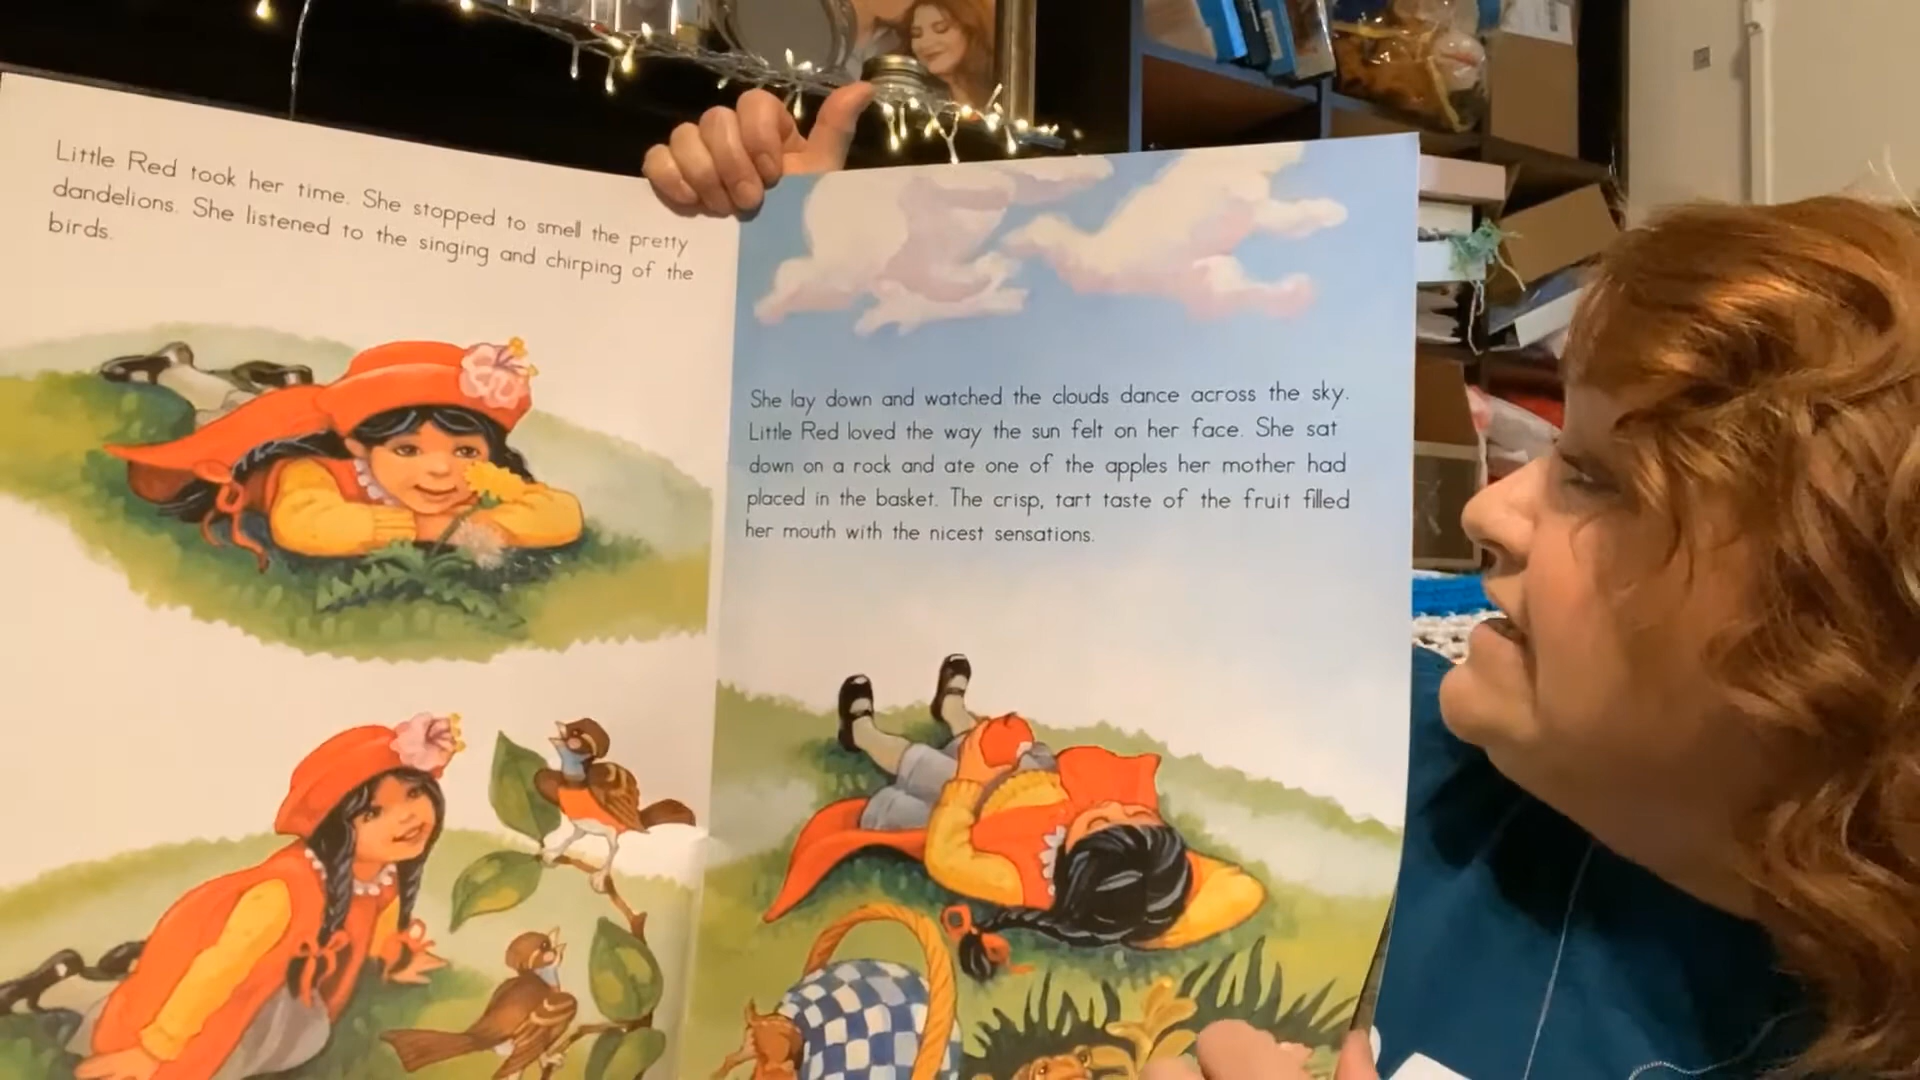 Little Red took her time. She stopped to smell the pretty
dandelions. She listened to the singing and chirping of the
birds.
She lay down and watched the clouds dance across the sky.
Little Red loved the way the sun felt on her face. She sat
down on a rock and ate one of the apples her mother had
placed in the basket. The crisp, tart taste of the fruit filled
her mouth with the nicest sensations.